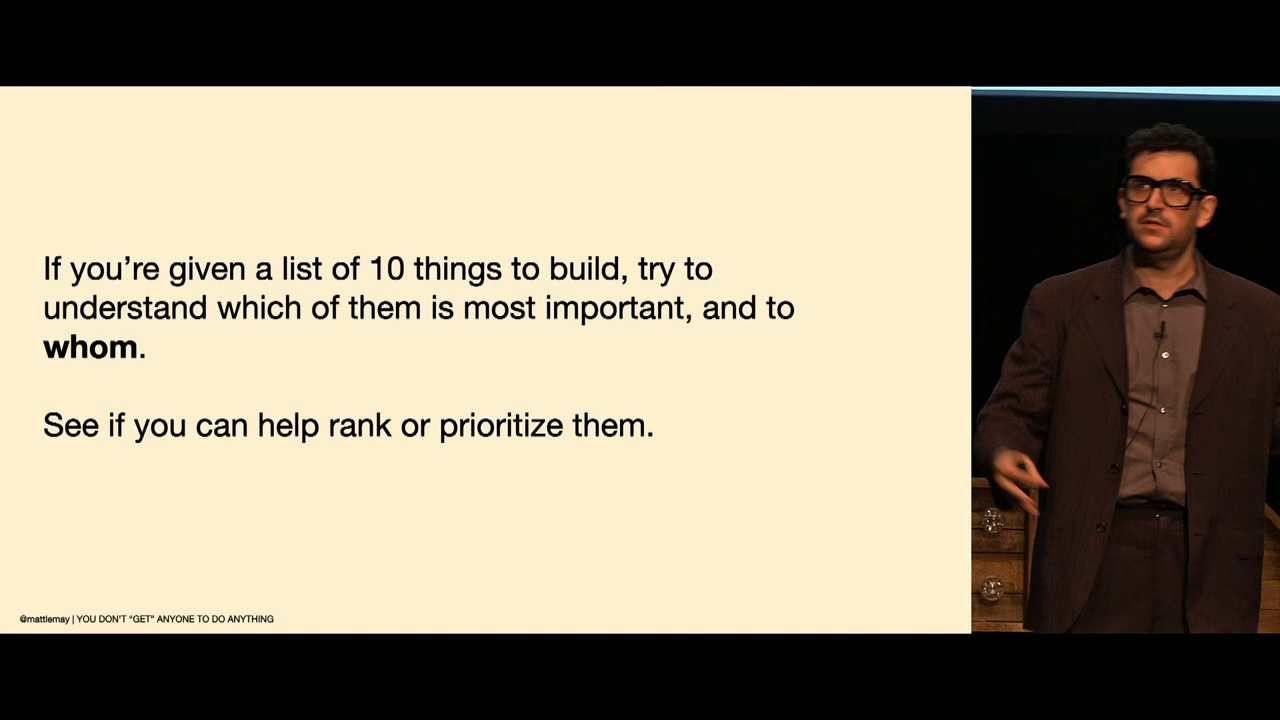 If you’re given a list of 10 things to build, try to
understand which of them is most important, and to
whom.
See if you can help rank or prioritize them.
@mattlemay | YOU DON’T “GET” ANYONE TO DO ANYTHING